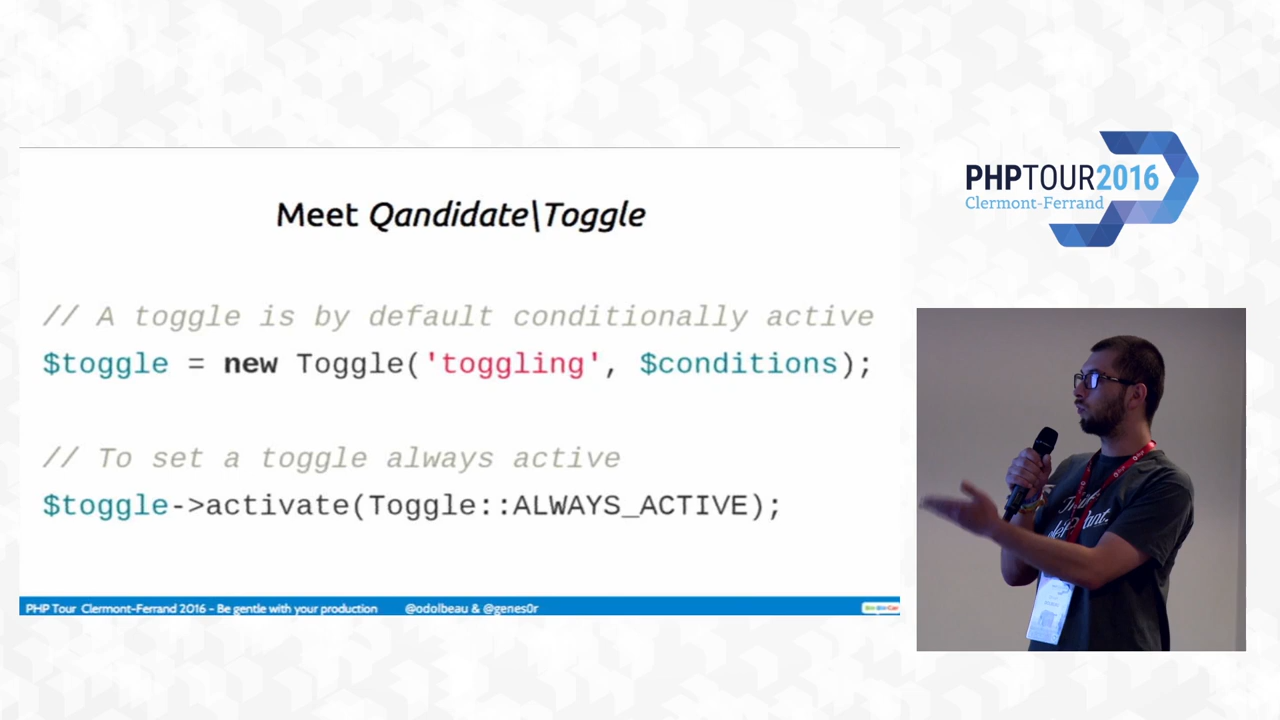 Meet Qandidate\Toggle
// A toggle is by default conditionally active
$toggle = new Toggle('toggling', $conditions);
// To set a toggle always active
$toggle->activate(Toggle::ALWAYS_ACTIVE);
PHP Tour Clermont-Ferrand 2016 - Be gentle with your production @odolbeau & @genes0r
PHPTOUR2016
Clermont-Ferrand